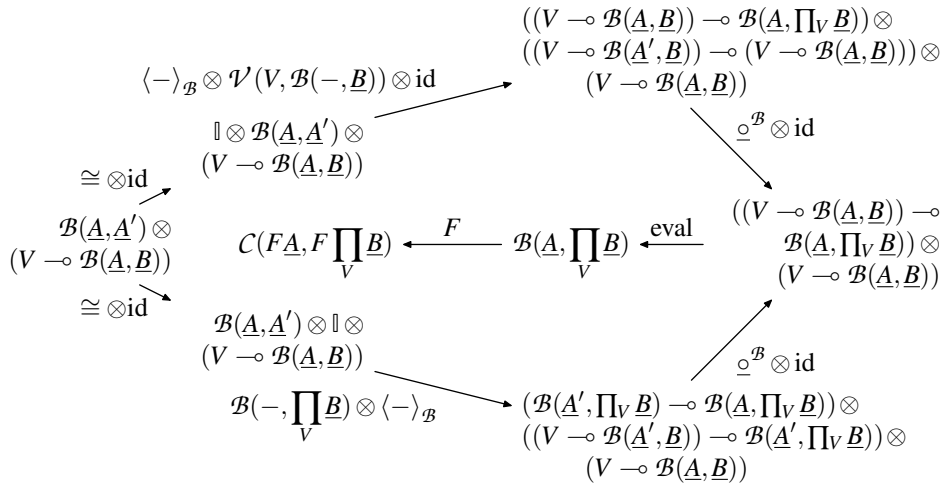 ((V ⊸ ℬ(A̲, B̲)) ⊸ ℬ(A̲, ∏_V B̲)) ⊗
((V ⊸ ℬ(A̲′, B̲)) ⊸ (V ⊸ ℬ(A̲, B̲))) ⊗
(V ⊸ ℬ(A̲, B̲))
⟨−⟩_ℬ ⊗ 𝒱(V, ℬ(−, B̲)) ⊗ id
𝕀 ⊗ ℬ(A̲, A̲′) ⊗
(V ⊸ ℬ(A̲, B̲))
∘̲^ℬ ⊗ id
≅ ⊗id
ℬ(A̲, A̲′) ⊗
(V ⊸ ℬ(A̲, B̲))
≅ ⊗id
𝒞(FA̲, F ∏_V B̲)
F
ℬ(A̲, ∏_V B̲)
eval
((V ⊸ ℬ(A̲, B̲)) ⊸
ℬ(A̲, ∏_V B̲)) ⊗
(V ⊸ ℬ(A̲, B̲))
ℬ(A̲, A̲′) ⊗ 𝕀 ⊗
(V ⊸ ℬ(A̲, B̲))
∘̲^ℬ ⊗ id
ℬ(−, ∏_V B̲) ⊗ ⟨−⟩_ℬ
(ℬ(A̲′, ∏_V B̲) ⊸ ℬ(A̲, ∏_V B̲)) ⊗
((V ⊸ ℬ(A̲′, B̲)) ⊸ ℬ(A̲′, ∏_V B̲)) ⊗
(V ⊸ ℬ(A̲, B̲))